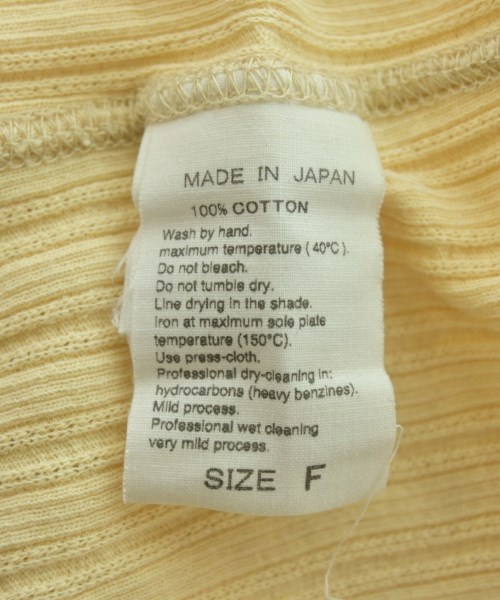 MADE IN JAPAN
100% COTTON
Wash by hand.
maximum temperature (40°C).
Do not bleach.
Do not tumble dry.
Line drying in the shade.
Iron at maximum sole plate
temperature (150°C).
Use press-cloth.
Professional dry-cleaning in:
hydrocarbons (heavy benzines).
Mild process.
Professional wet cleaning
very mild process.
SIZE F